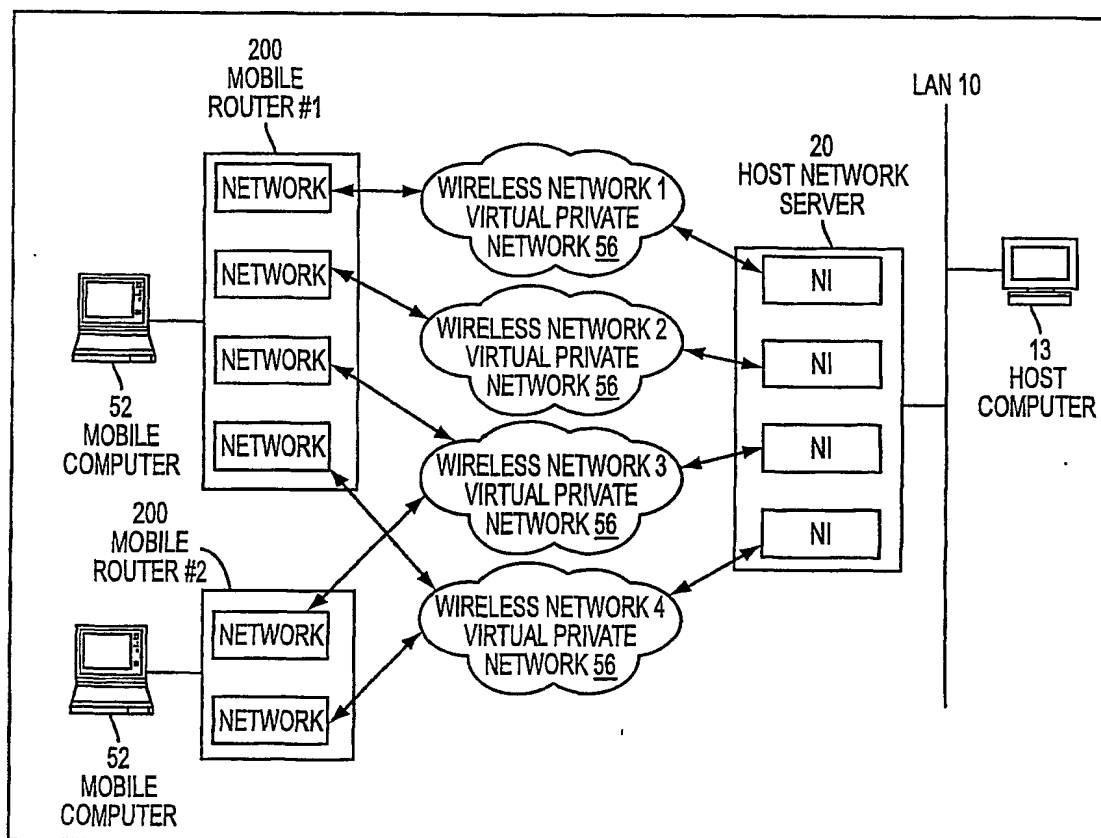 200
MOBILE
ROUTER #1
NETWORK
NETWORK
NETWORK
NETWORK
52
MOBILE
COMPUTER
200
MOBILE
ROUTER #2
NETWORK
NETWORK
52
MOBILE
COMPUTER
WIRELESS NETWORK 1
VIRTUAL PRIVATE
NETWORK 56
WIRELESS NETWORK 2
VIRTUAL PRIVATE
NETWORK 56
WIRELESS NETWORK 3
VIRTUAL PRIVATE
NETWORK 56
WIRELESS NETWORK 4
VIRTUAL PRIVATE
NETWORK 56
20
HOST NETWORK
SERVER
NI
NI
NI
NI
LAN 10
13
HOST
COMPUTER